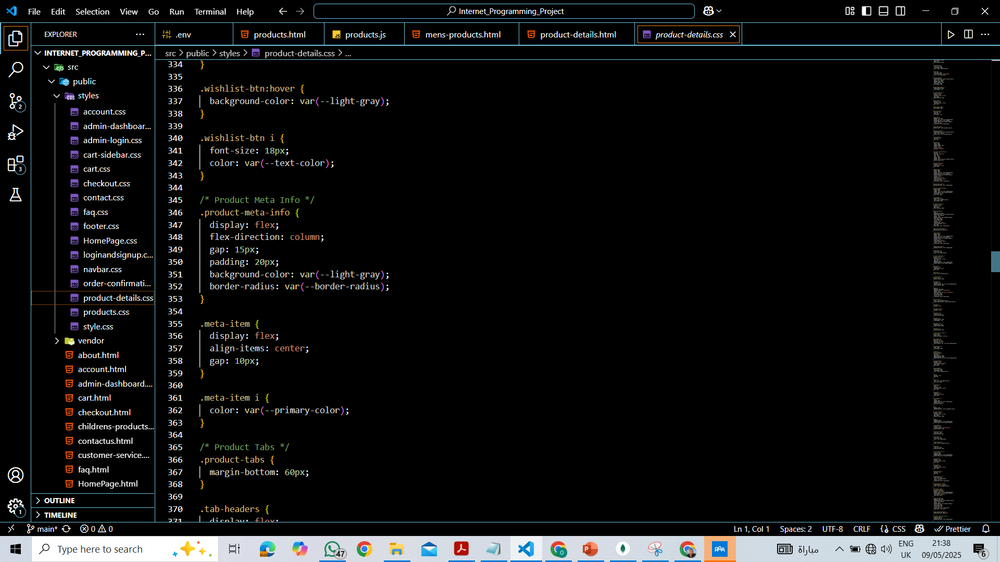 File Edit Selection View Go Run Terminal Help
Internet_Programming_Project
EXPLORER
.env
products.html
products.js
mens-products.html
product-details.html
product-details.css
INTERNET_PROGRAMMING_P...
src > public > styles > product-details.css > ...
src
public
styles
account.css
admin-dashboar...
admin-login.css
cart-sidebar.css
cart.css
checkout.css
contact.css
faq.css
footer.css
HomePage.css
loginandsignup.c...
navbar.css
order-confirmati...
product-details.css
products.css
style.css
vendor
about.html
account.html
admin-dashboard....
cart.html
checkout.html
childrens-products...
contactus.html
customer-service....
faq.html
HomePage.html
OUTLINE
TIMELINE
2
3
1
334 }
335
336 .wishlist-btn:hover {
337 background-color: var(--light-gray);
338 }
339
340 .wishlist-btn i {
341 font-size: 18px;
342 color: var(--text-color);
343 }
344
345 /* Product Meta Info */
346 .product-meta-info {
347 display: flex;
348 flex-direction: column;
349 gap: 15px;
350 padding: 20px;
351 background-color: var(--light-gray);
352 border-radius: var(--border-radius);
353 }
354
355 .meta-item {
356 display: flex;
357 align-items: center;
358 gap: 10px;
359 }
360
361 .meta-item i {
362 color: var(--primary-color);
363 }
364
365 /* Product Tabs */
366 .product-tabs {
367 margin-bottom: 60px;
368 }
369
370 .tab-headers {
371 display: flex;
main* 0 0
Ln 1, Col 1 Spaces: 2 UTF-8 CRLF {} CSS Prettier
Type here to search
47
مباراة
ENG
UK
21:38
09/05/2025
6